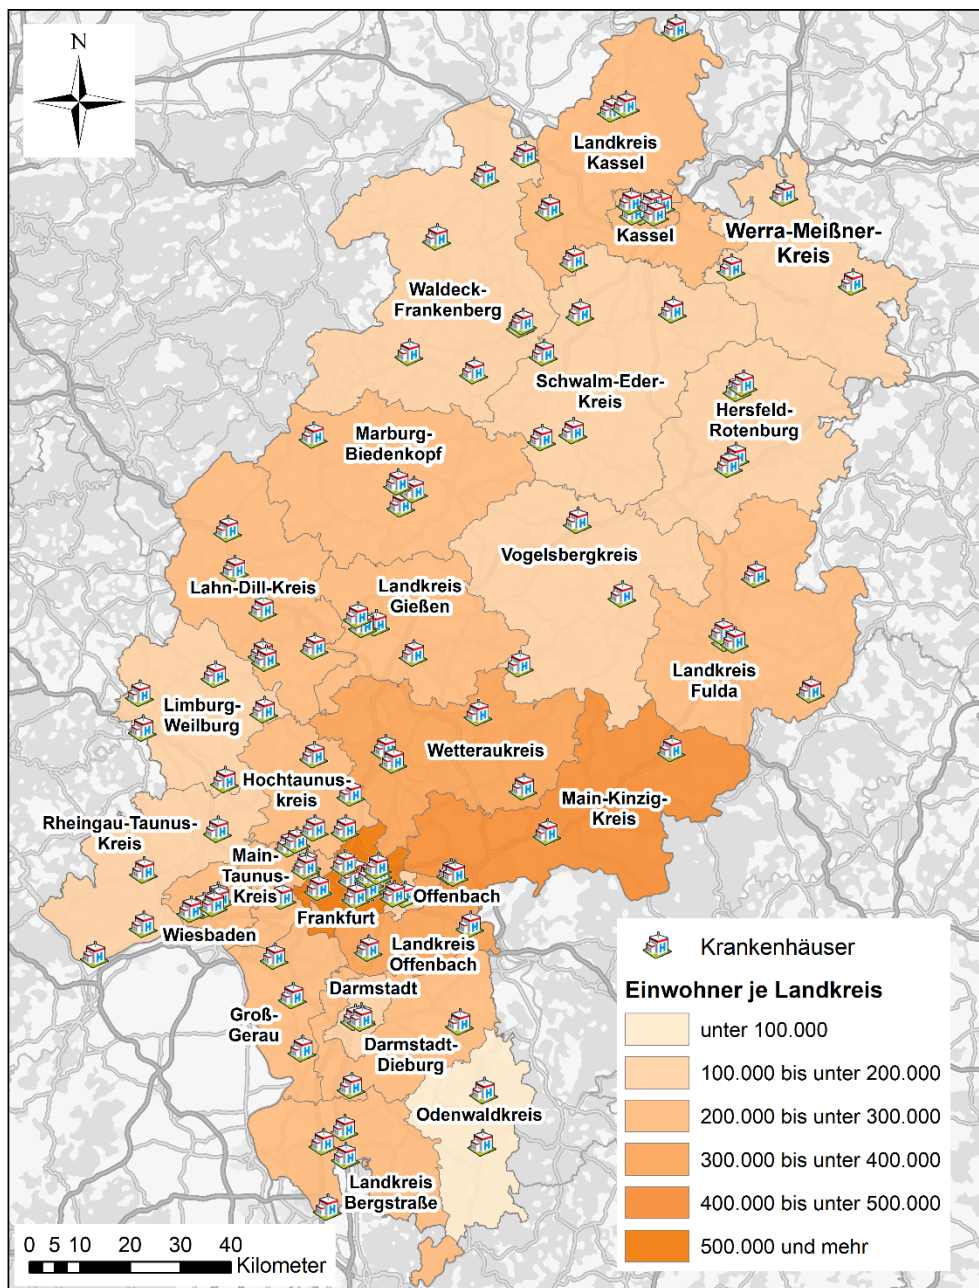 N
Landkreis
Kassel
Kassel
Werra-Meißner-
Kreis
Waldeck-
Frankenberg
Schwalm-Eder-
Kreis
Hersfeld-
Rotenburg
Marburg-
Biedenkopf
Vogelsbergkreis
Lahn-Dill-Kreis
Landkreis
Gießen
Landkreis
Fulda
Limburg-
Weilburg
Wetteraukreis
Hochtaunus-
kreis
Main-Kinzig-
Kreis
Rheingau-Taunus-
Kreis
Main-
Taunus-
Kreis
Offenbach
Frankfurt
Wiesbaden
Landkreis
Offenbach
Darmstadt
Groß-
Gerau
Darmstadt-
Dieburg
Odenwaldkreis
Landkreis
Bergstraße
Krankenhäuser
Einwohner je Landkreis
unter 100.000
100.000 bis unter 200.000
200.000 bis unter 300.000
300.000 bis unter 400.000
400.000 bis unter 500.000
500.000 und mehr
0 5 10 20 30 40
Kilometer